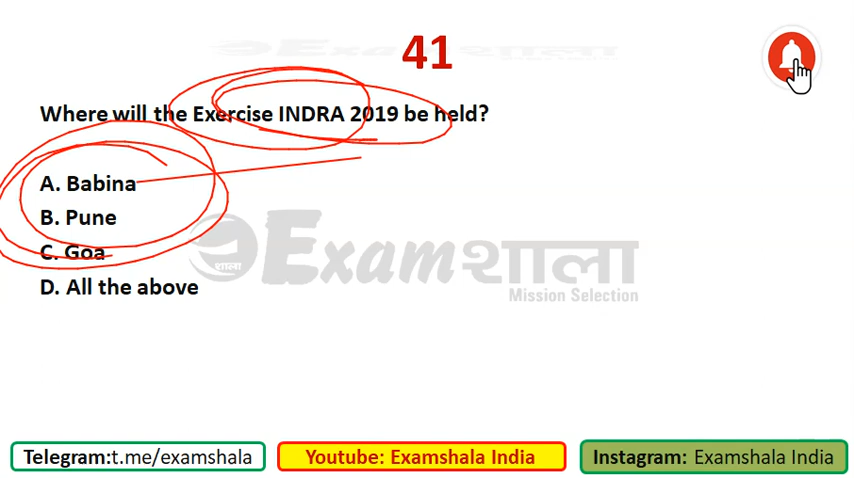 41
Where will the Exercise INDRA 2019 be held?
A. Babina
B. Pune
C. Goa
D. All the above
शाला Examशाला
Mission Selection
Telegram:t.me/examshala
Youtube: Examshala India
Instagram: Examshala India